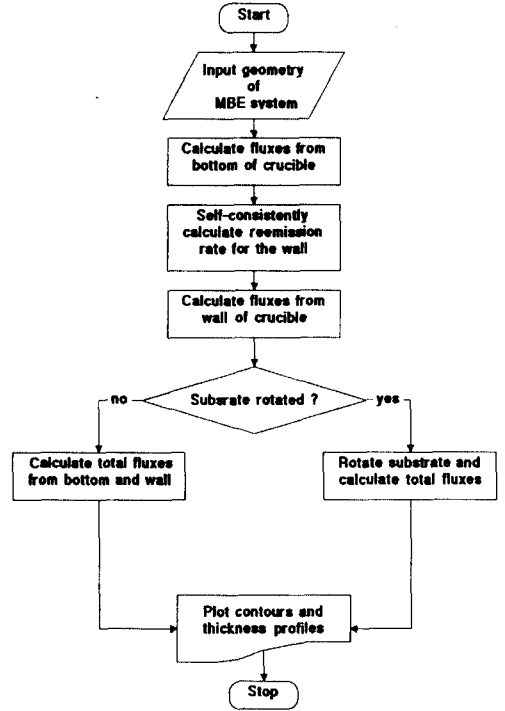 Start
Input geometry
of
MBE system
Calculate fluxes from
bottom of crucible
Self-consistently
calculate reemission
rate for the wall
Calculate fluxes from
wall of crucible
no
Subsrate rotated ?
yes
Calculate total fluxes
from bottom and wall
Rotate substrate and
calculate total fluxes
Plot contours and
thickness profiles
Stop